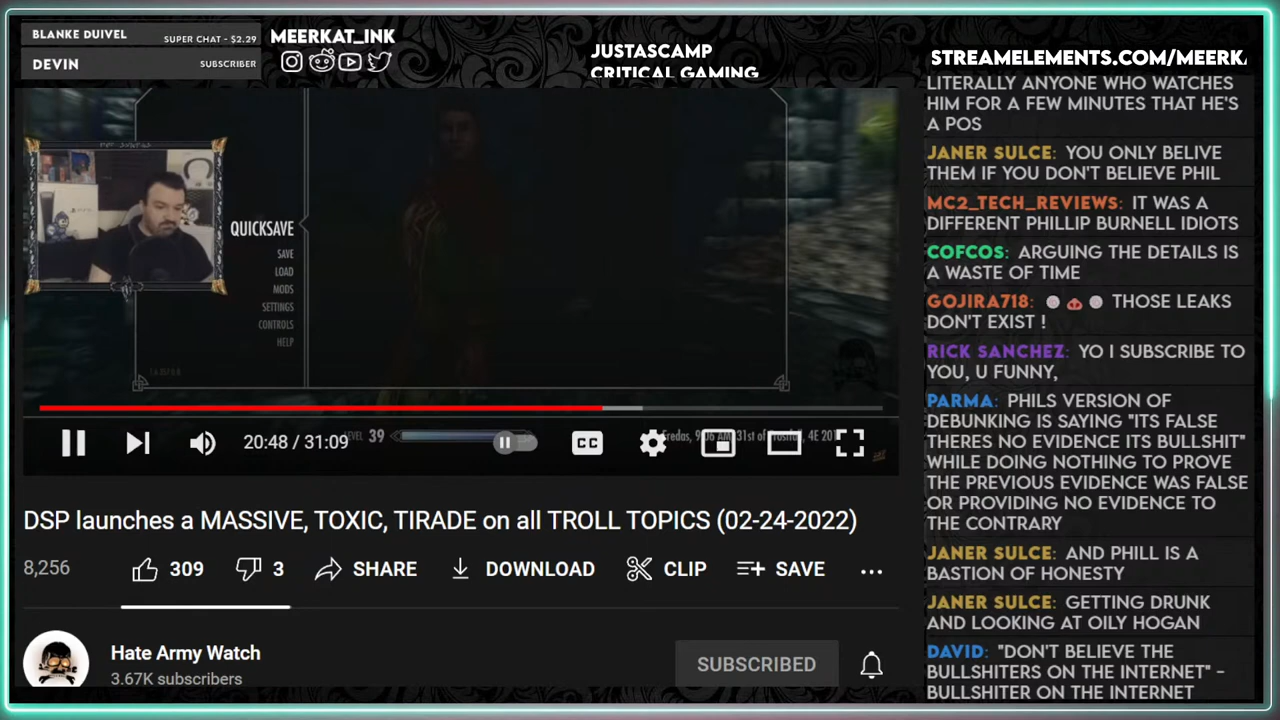 BLANKE DUIVEL
SUPER CHAT - $2.29
DEVIN
SUBSCRIBER
MEERKAT_INK
JUSTASCAMP
CRITICAL GAMING
STREAMELEMENTS.COM/MEERK
QUICKSAVE
SAVE
LOAD
MODS
SETTINGS
CONTROLS
HELP
LEVEL 39
20:48 / 31:09
CC
DSP launches a MASSIVE, TOXIC, TIRADE on all TROLL TOPICS (02-24-2022)
8,256
309
3
SHARE
DOWNLOAD
CLIP
SAVE
Hate Army Watch
3.67K subscribers
SUBSCRIBED
LITERALLY ANYONE WHO WATCHES
HIM FOR A FEW MINUTES THAT HE'S
A POS
JANER SULCE: YOU ONLY BELIVE
THEM IF YOU DON'T BELIEVE PHIL
MC2_TECH_REVIEWS: IT WAS A
DIFFERENT PHILLIP BURNELL IDIOTS
COFCOS: ARGUING THE DETAILS IS
A WASTE OF TIME
GOJIRA718: THOSE LEAKS
DON'T EXIST !
RICK SANCHEZ: YO I SUBSCRIBE TO
YOU, U FUNNY,
PARMA: PHILS VERSION OF
DEBUNKING IS SAYING "ITS FALSE
THERES NO EVIDENCE ITS BULLSHIT"
WHILE DOING NOTHING TO PROVE
THE PREVIOUS EVIDENCE WAS FALSE
OR PROVIDING NO EVIDENCE TO
THE CONTRARY
JANER SULCE: AND PHILL IS A
BASTION OF HONESTY
JANER SULCE: GETTING DRUNK
AND LOOKING AT OILY HOGAN
DAVID: "DON'T BELIEVE THE
BULLSHITERS ON THE INTERNET" -
BULLSHITER ON THE INTERNET